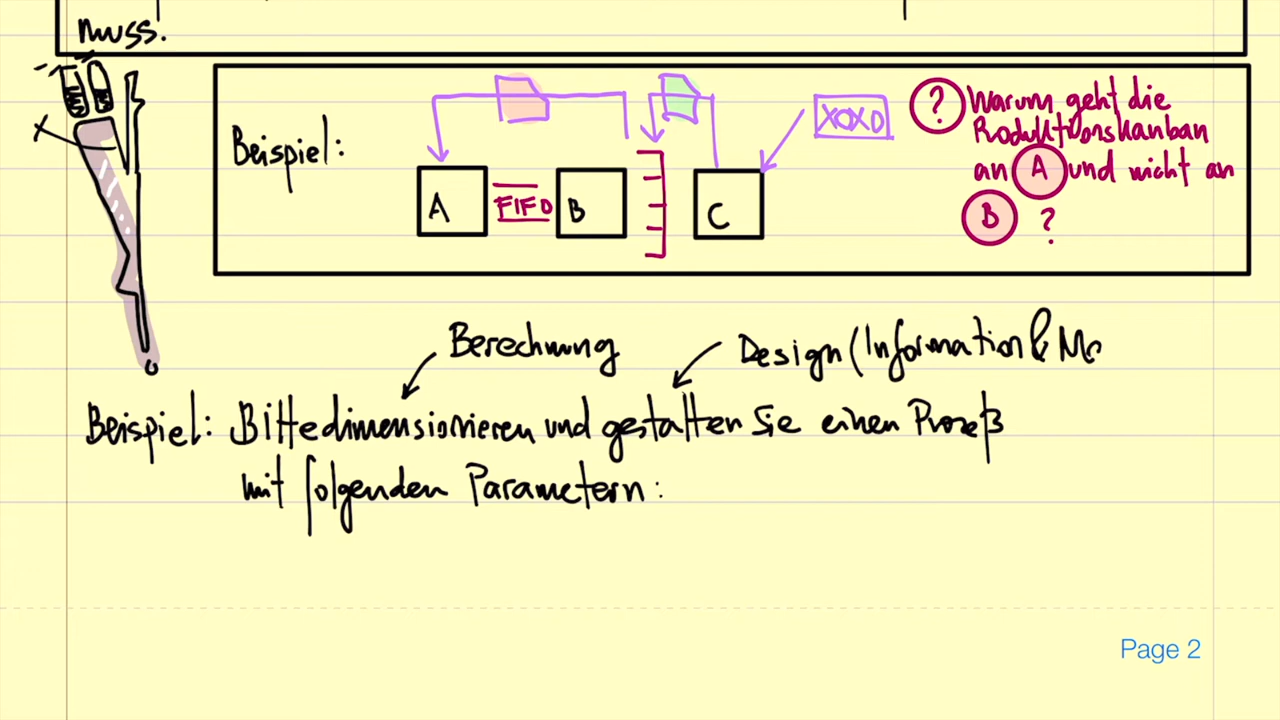 muss!
Beispiel:
A
FIFO
B
C
XOXO
? Warum geht die
Produktionskanban
an A und nicht an
B ?
Berechnung
Design (Information & Ma
Beispiel: Bitte dimensionieren und gestalten Sie einen Prozeß
mit folgenden Parametern:
Page 2